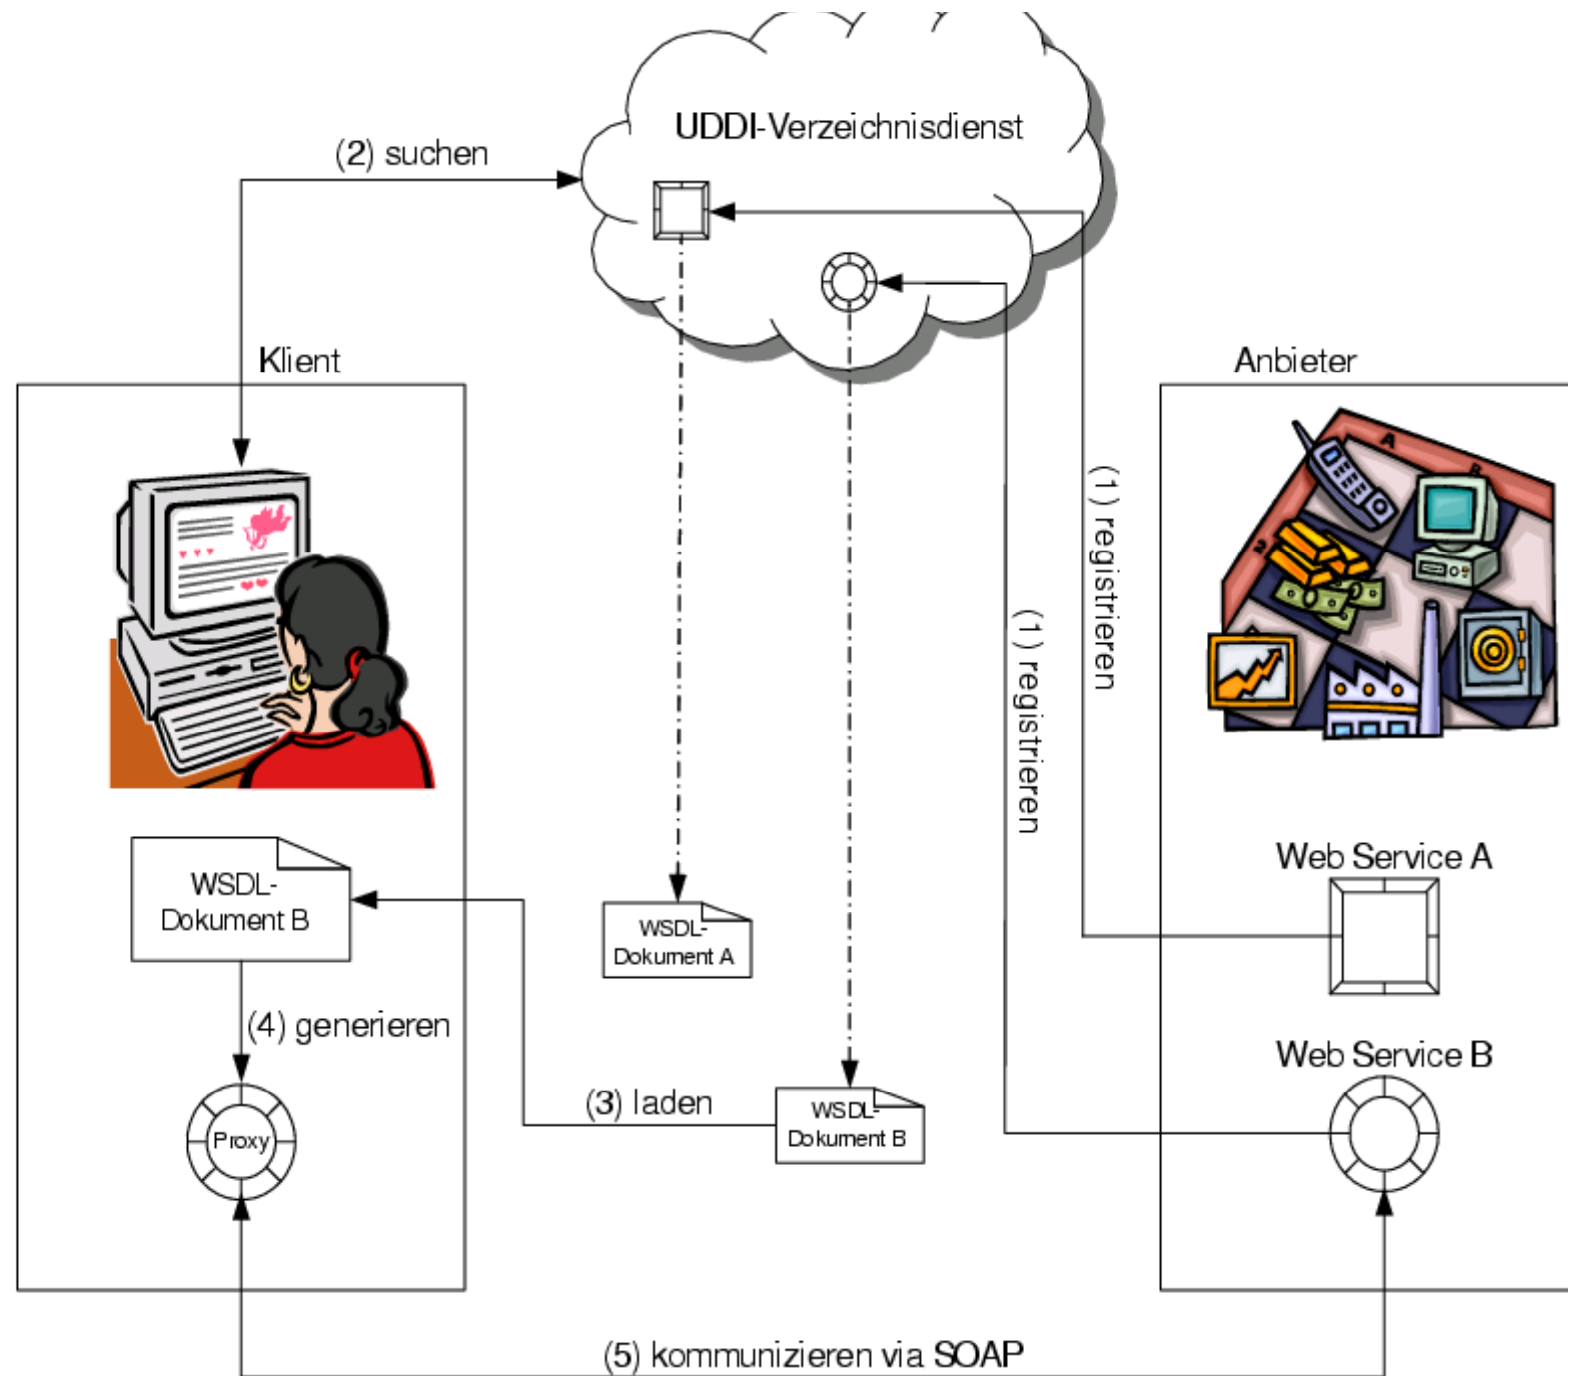 UDDI-Verzeichnisdienst
(2) suchen
Klient
Anbieter
(1) registrieren
(1) registrieren
A
B
2
WSDL-
Dokument B
WSDL-
Dokument A
Web Service A
(4) generieren
Web Service B
(3) laden
WSDL-
Dokument B
Proxy
(5) kommunizieren via SOAP